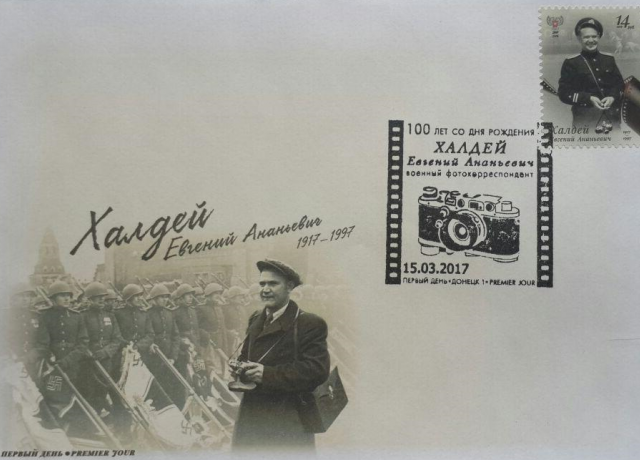 14
Халдей
Евгений Ананьевич
100 ЛЕТ СО ДНЯ РОЖДЕНИЯ
ХАЛДЕЙ
Евгений Ананьевич
ВОЕННЫЙ ФОТОКОРРЕСПОНДЕНТ
15.03.2017
ПЕРВЫЙ ДЕНЬ • ДОНЕЦК 1 • PREMIER JOUR
Халдей
Евгений Ананьевич
1917–1997
ПЕРВЫЙ ДЕНЬ • PREMIER JOUR